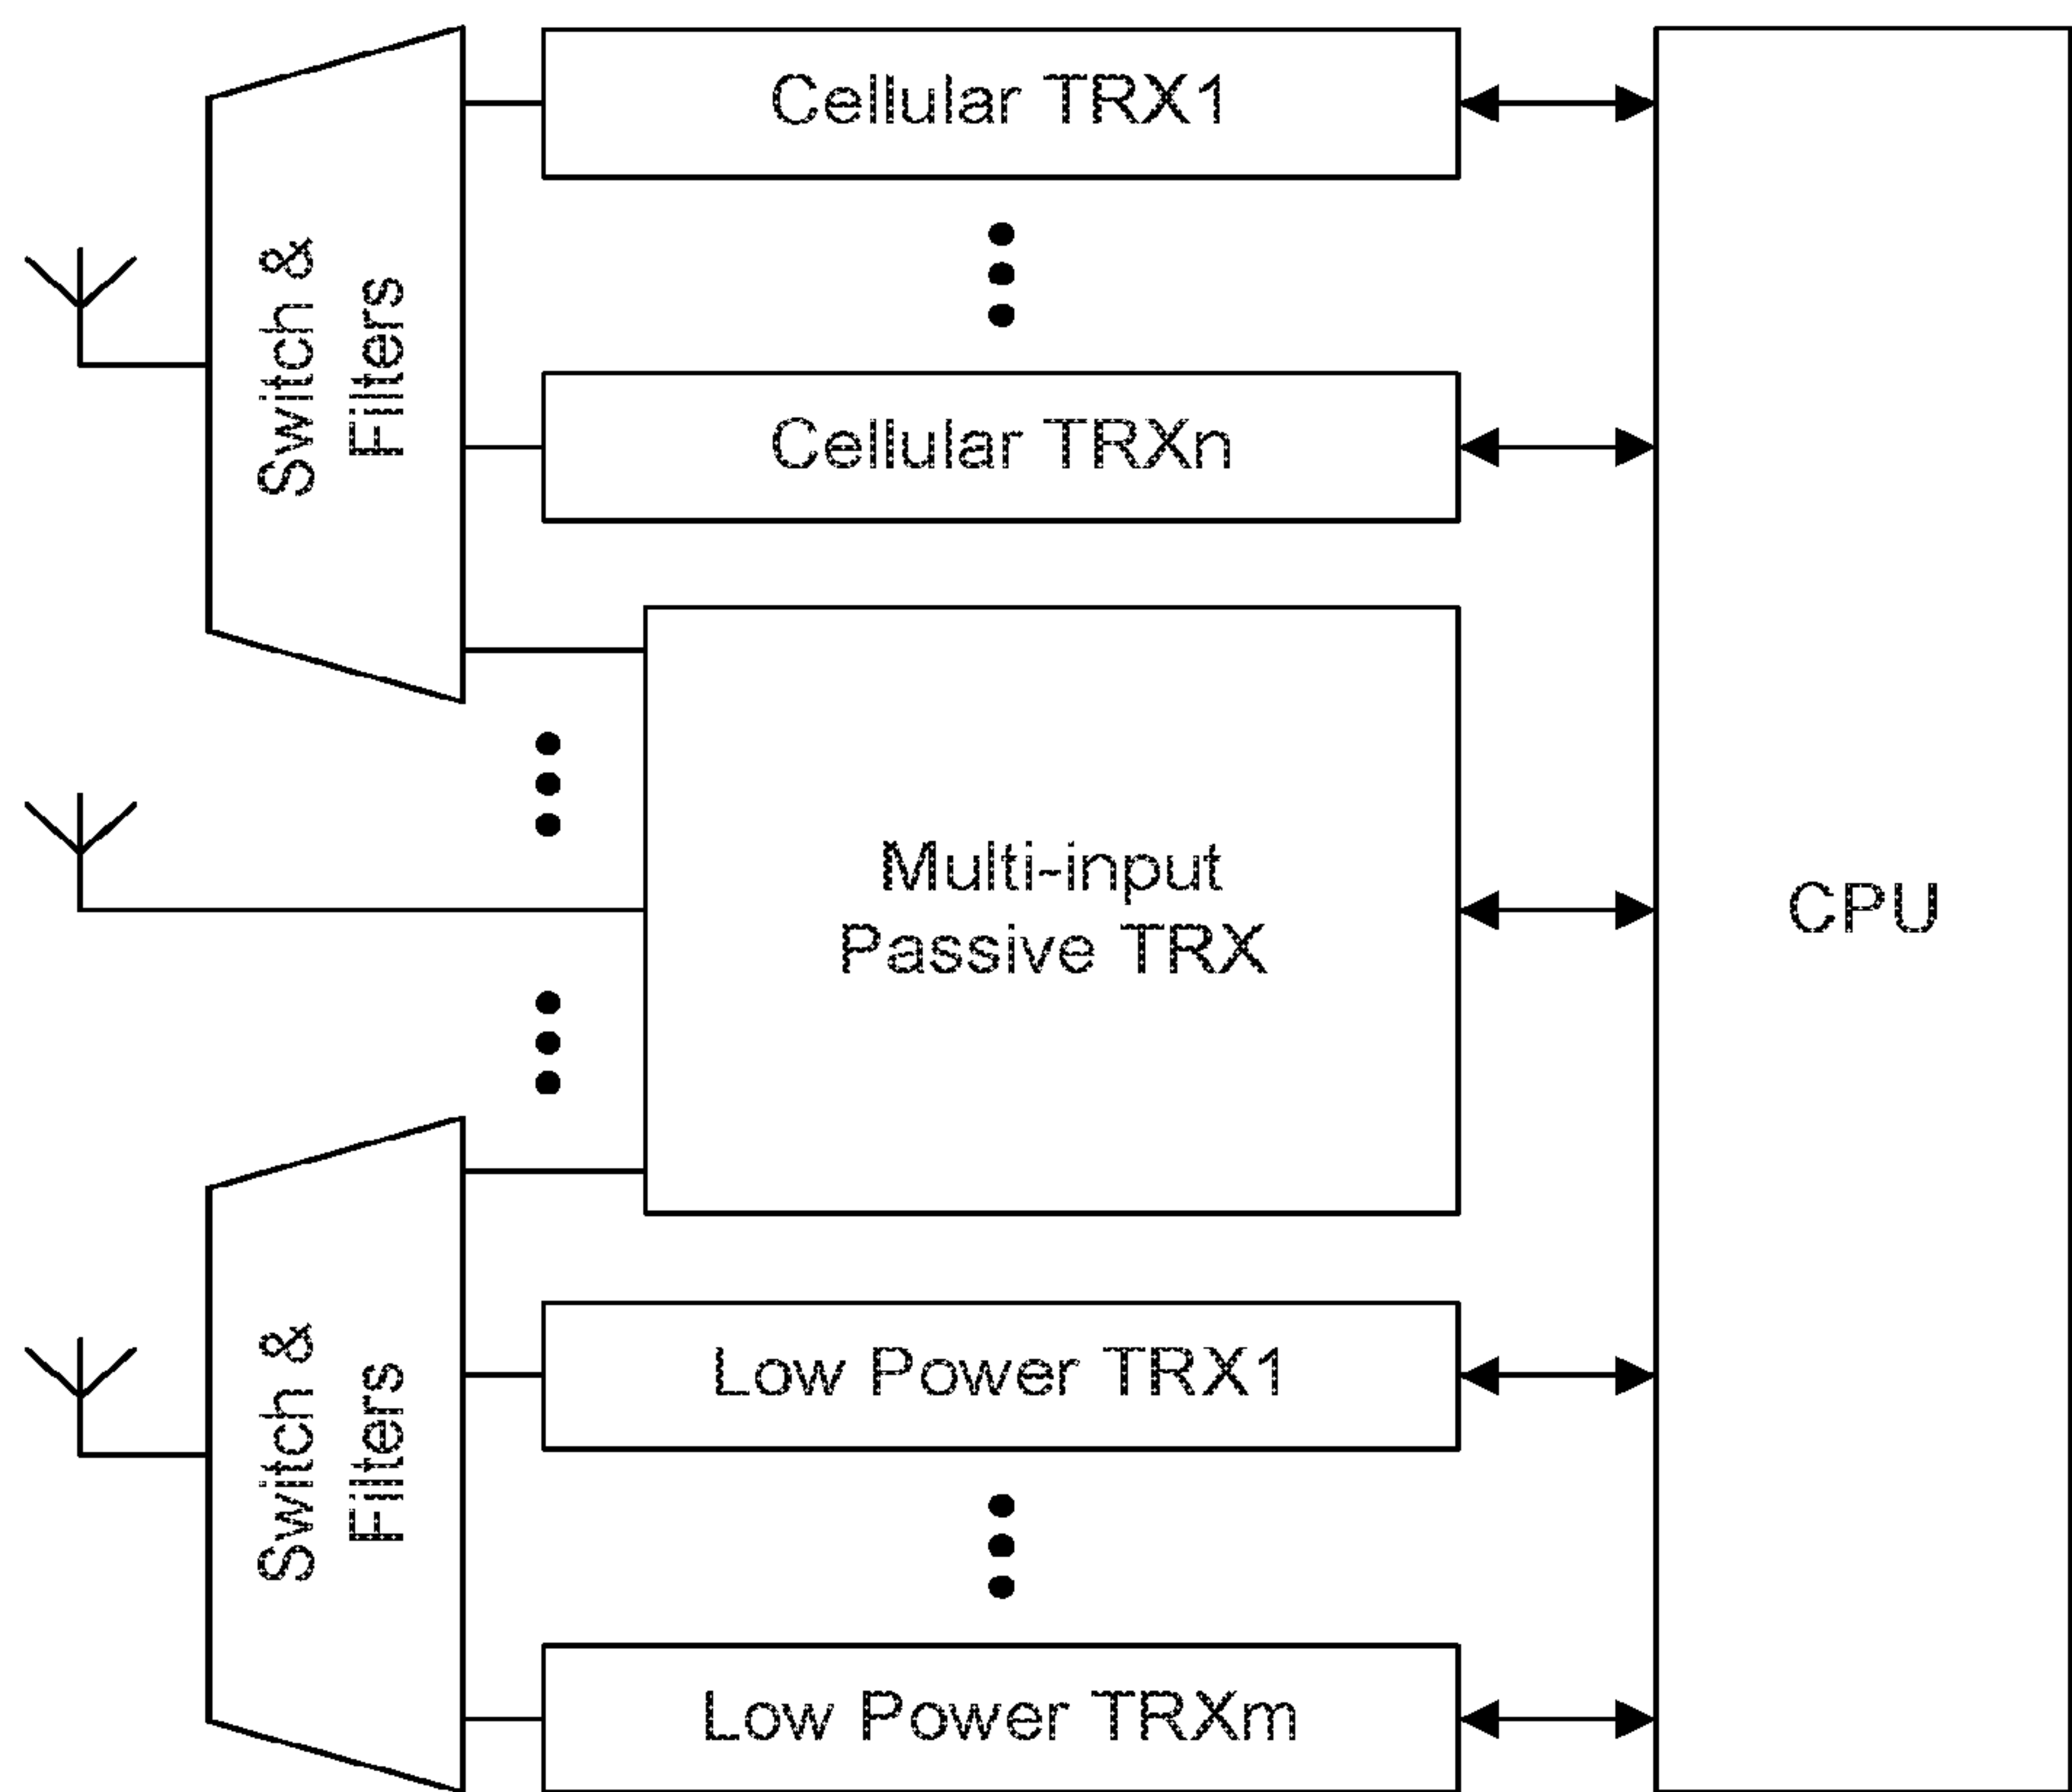 Cellular TRX1
Switch &
Filters
Cellular TRXn
Multi-input
Passive TRX
CPU
Switch &
Filters
Low Power TRX1
Low Power TRXm